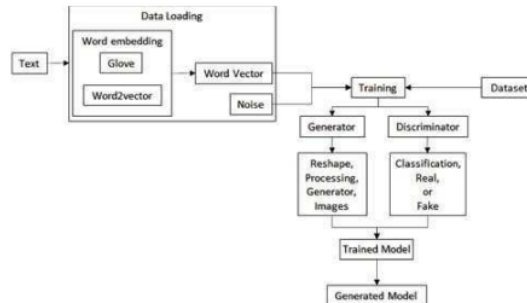 Data Loading
Word embedding
Glove
Word2vector
Text
Word Vector
Noise
Training
Dataset
Generator
Discriminator
Reshape,
Processing,
Generator,
Images
Classification,
Real,
or
Fake
Trained Model
Generated Model